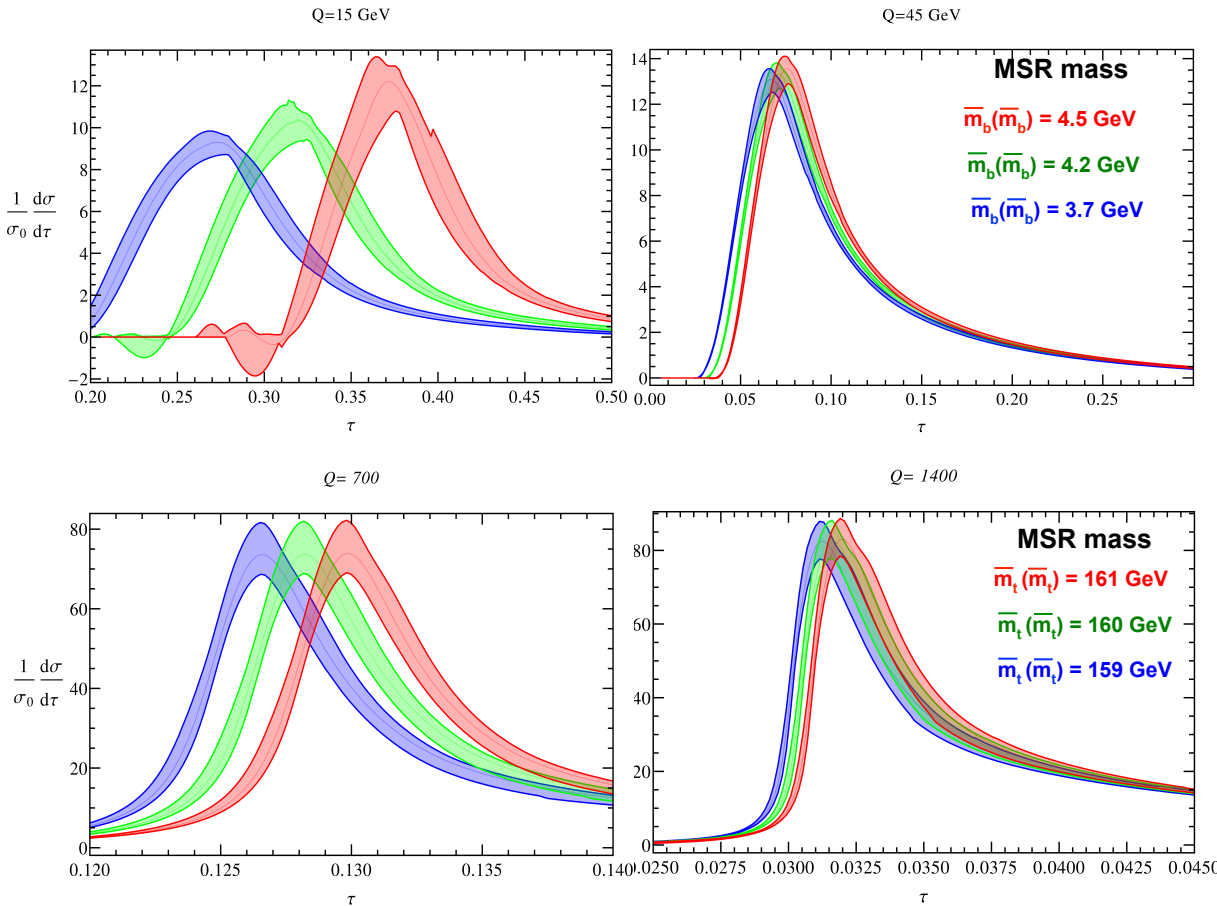 Q=15 GeV
12
10
8
6
4
2
0
−2
1/σ0 dσ/dτ
0.20 0.25 0.30 0.35 0.40 0.45 0.50
τ
Q=45 GeV
14
12
10
8
6
4
2
0
MSR mass
m̅b(m̅b) = 4.5 GeV
m̅b(m̅b) = 4.2 GeV
m̅b(m̅b) = 3.7 GeV
0.00 0.05 0.10 0.15 0.20 0.25
τ
Q= 700
80
60
40
20
0
1/σ0 dσ/dτ
0.120 0.125 0.130 0.135 0.140
τ
Q= 1400
80
60
40
20
0
MSR mass
m̅t(m̅t) = 161 GeV
m̅t(m̅t) = 160 GeV
m̅t(m̅t) = 159 GeV
0.0250 0.0275 0.0300 0.0325 0.0350 0.0375 0.0400 0.0425 0.0450
τ